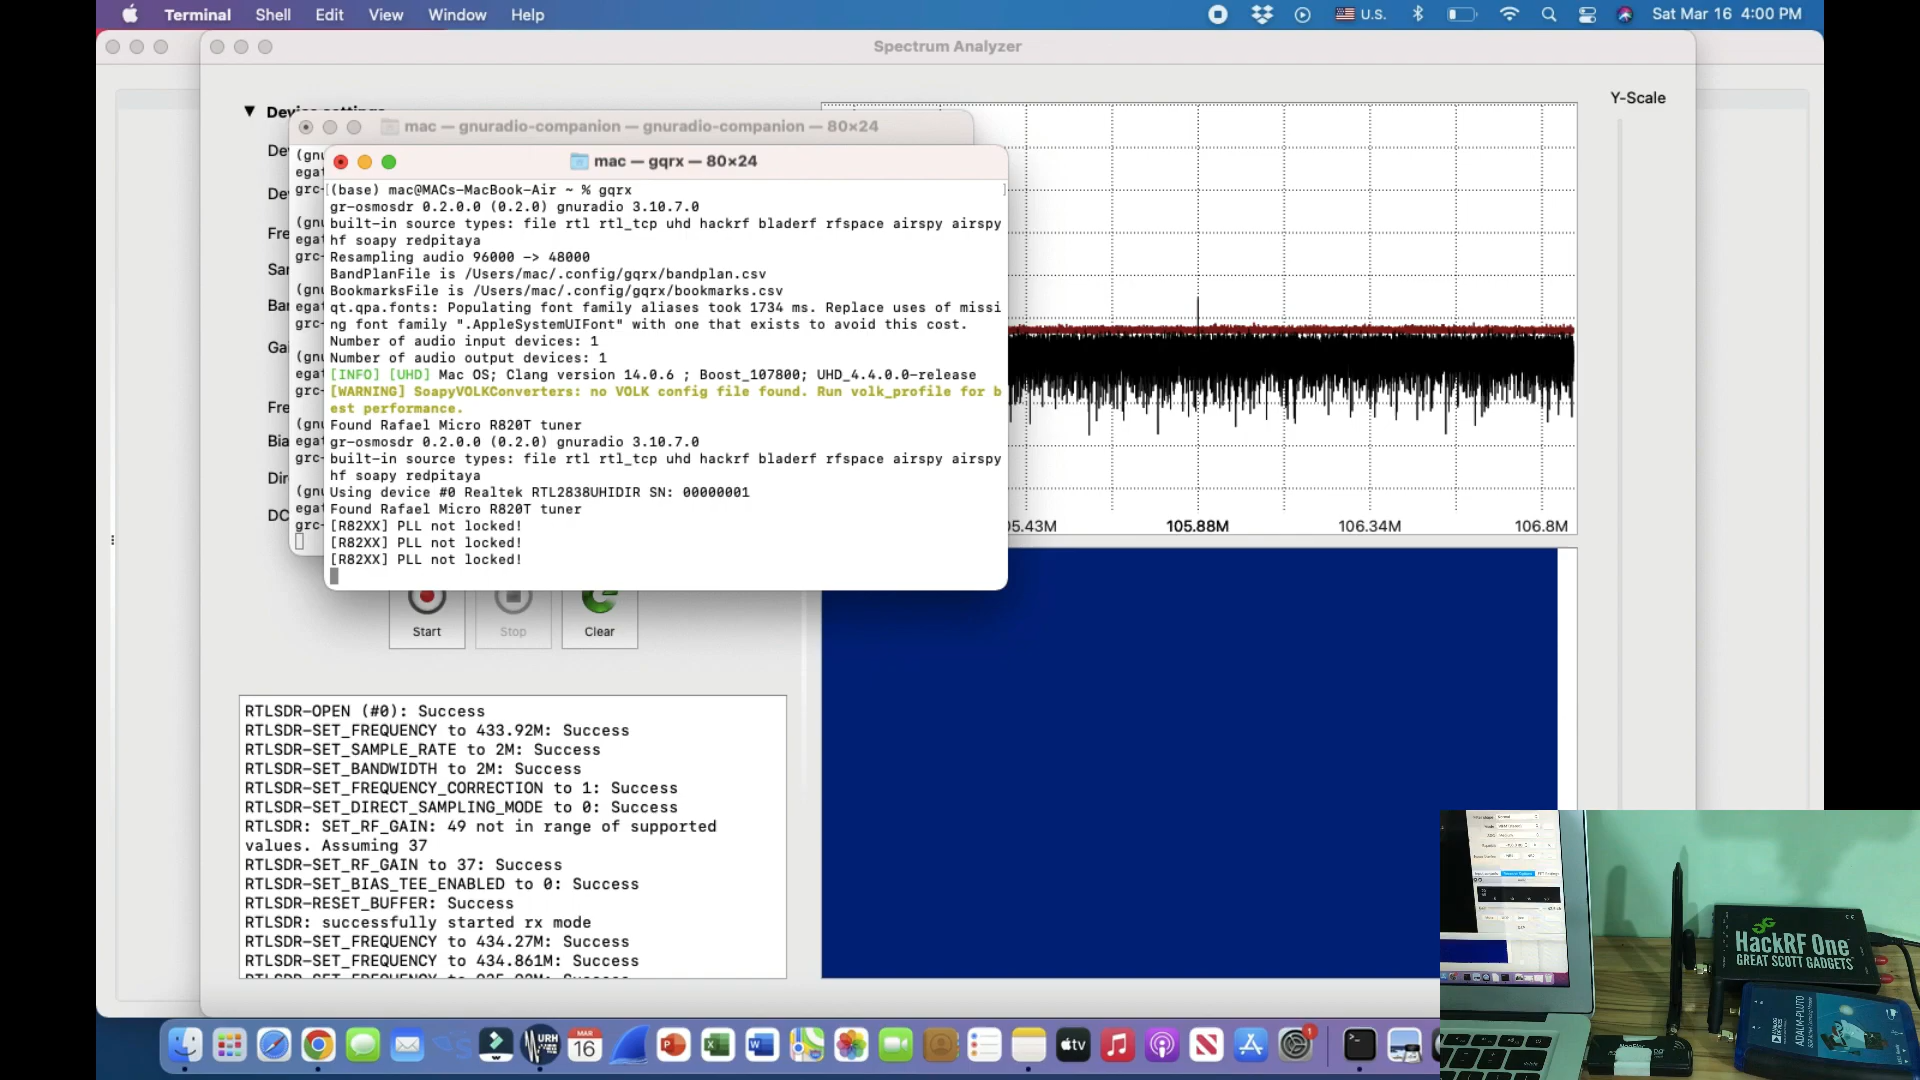 Terminal Shell Edit View Window Help U.S. Sat Mar 16 4:00 PM
Spectrum Analyzer
Device settings
Y-Scale
mac — gnuradio-companion — gnuradio-companion — 80×24
mac — gqrx — 80×24
(base) mac@MACs-MacBook-Air ~ % gqrx
gr-osmosdr 0.2.0.0 (0.2.0) gnuradio 3.10.7.0
built-in source types: file rtl rtl_tcp uhd hackrf bladerf rfspace airspy airspy
hf soapy redpitaya
Resampling audio 96000 -> 48000
BandPlanFile is /Users/mac/.config/gqrx/bandplan.csv
BookmarksFile is /Users/mac/.config/gqrx/bookmarks.csv
qt.qpa.fonts: Populating font family aliases took 1734 ms. Replace uses of missi
ng font family ".AppleSystemUIFont" with one that exists to avoid this cost.
Number of audio input devices: 1
Number of audio output devices: 1
[INFO] [UHD] Mac OS; Clang version 14.0.6 ; Boost_107800; UHD_4.4.0.0-release
[WARNING] SoapyVOLKConverters: no VOLK config file found. Run volk_profile for b
est performance.
Found Rafael Micro R820T tuner
gr-osmosdr 0.2.0.0 (0.2.0) gnuradio 3.10.7.0
built-in source types: file rtl rtl_tcp uhd hackrf bladerf rfspace airspy airspy
hf soapy redpitaya
Using device #0 Realtek RTL2838UHIDIR SN: 00000001
Found Rafael Micro R820T tuner
[R82XX] PLL not locked!
[R82XX] PLL not locked!
[R82XX] PLL not locked!
5.43M 105.88M 106.34M 106.8M
Start Stop Clear
RTLSDR-OPEN (#0): Success
RTLSDR-SET_FREQUENCY to 433.92M: Success
RTLSDR-SET_SAMPLE_RATE to 2M: Success
RTLSDR-SET_BANDWIDTH to 2M: Success
RTLSDR-SET_FREQUENCY_CORRECTION to 1: Success
RTLSDR-SET_DIRECT_SAMPLING_MODE to 0: Success
RTLSDR: SET_RF_GAIN: 49 not in range of supported
values. Assuming 37
RTLSDR-SET_RF_GAIN to 37: Success
RTLSDR-SET_BIAS_TEE_ENABLED to 0: Success
RTLSDR-RESET_BUFFER: Success
RTLSDR: successfully started rx mode
RTLSDR-SET_FREQUENCY to 434.27M: Success
RTLSDR-SET_FREQUENCY to 434.861M: Success
HackRF One
GREAT SCOTT GADGETS
ADALM-PLUTO
URH
MAR
16
tv
1